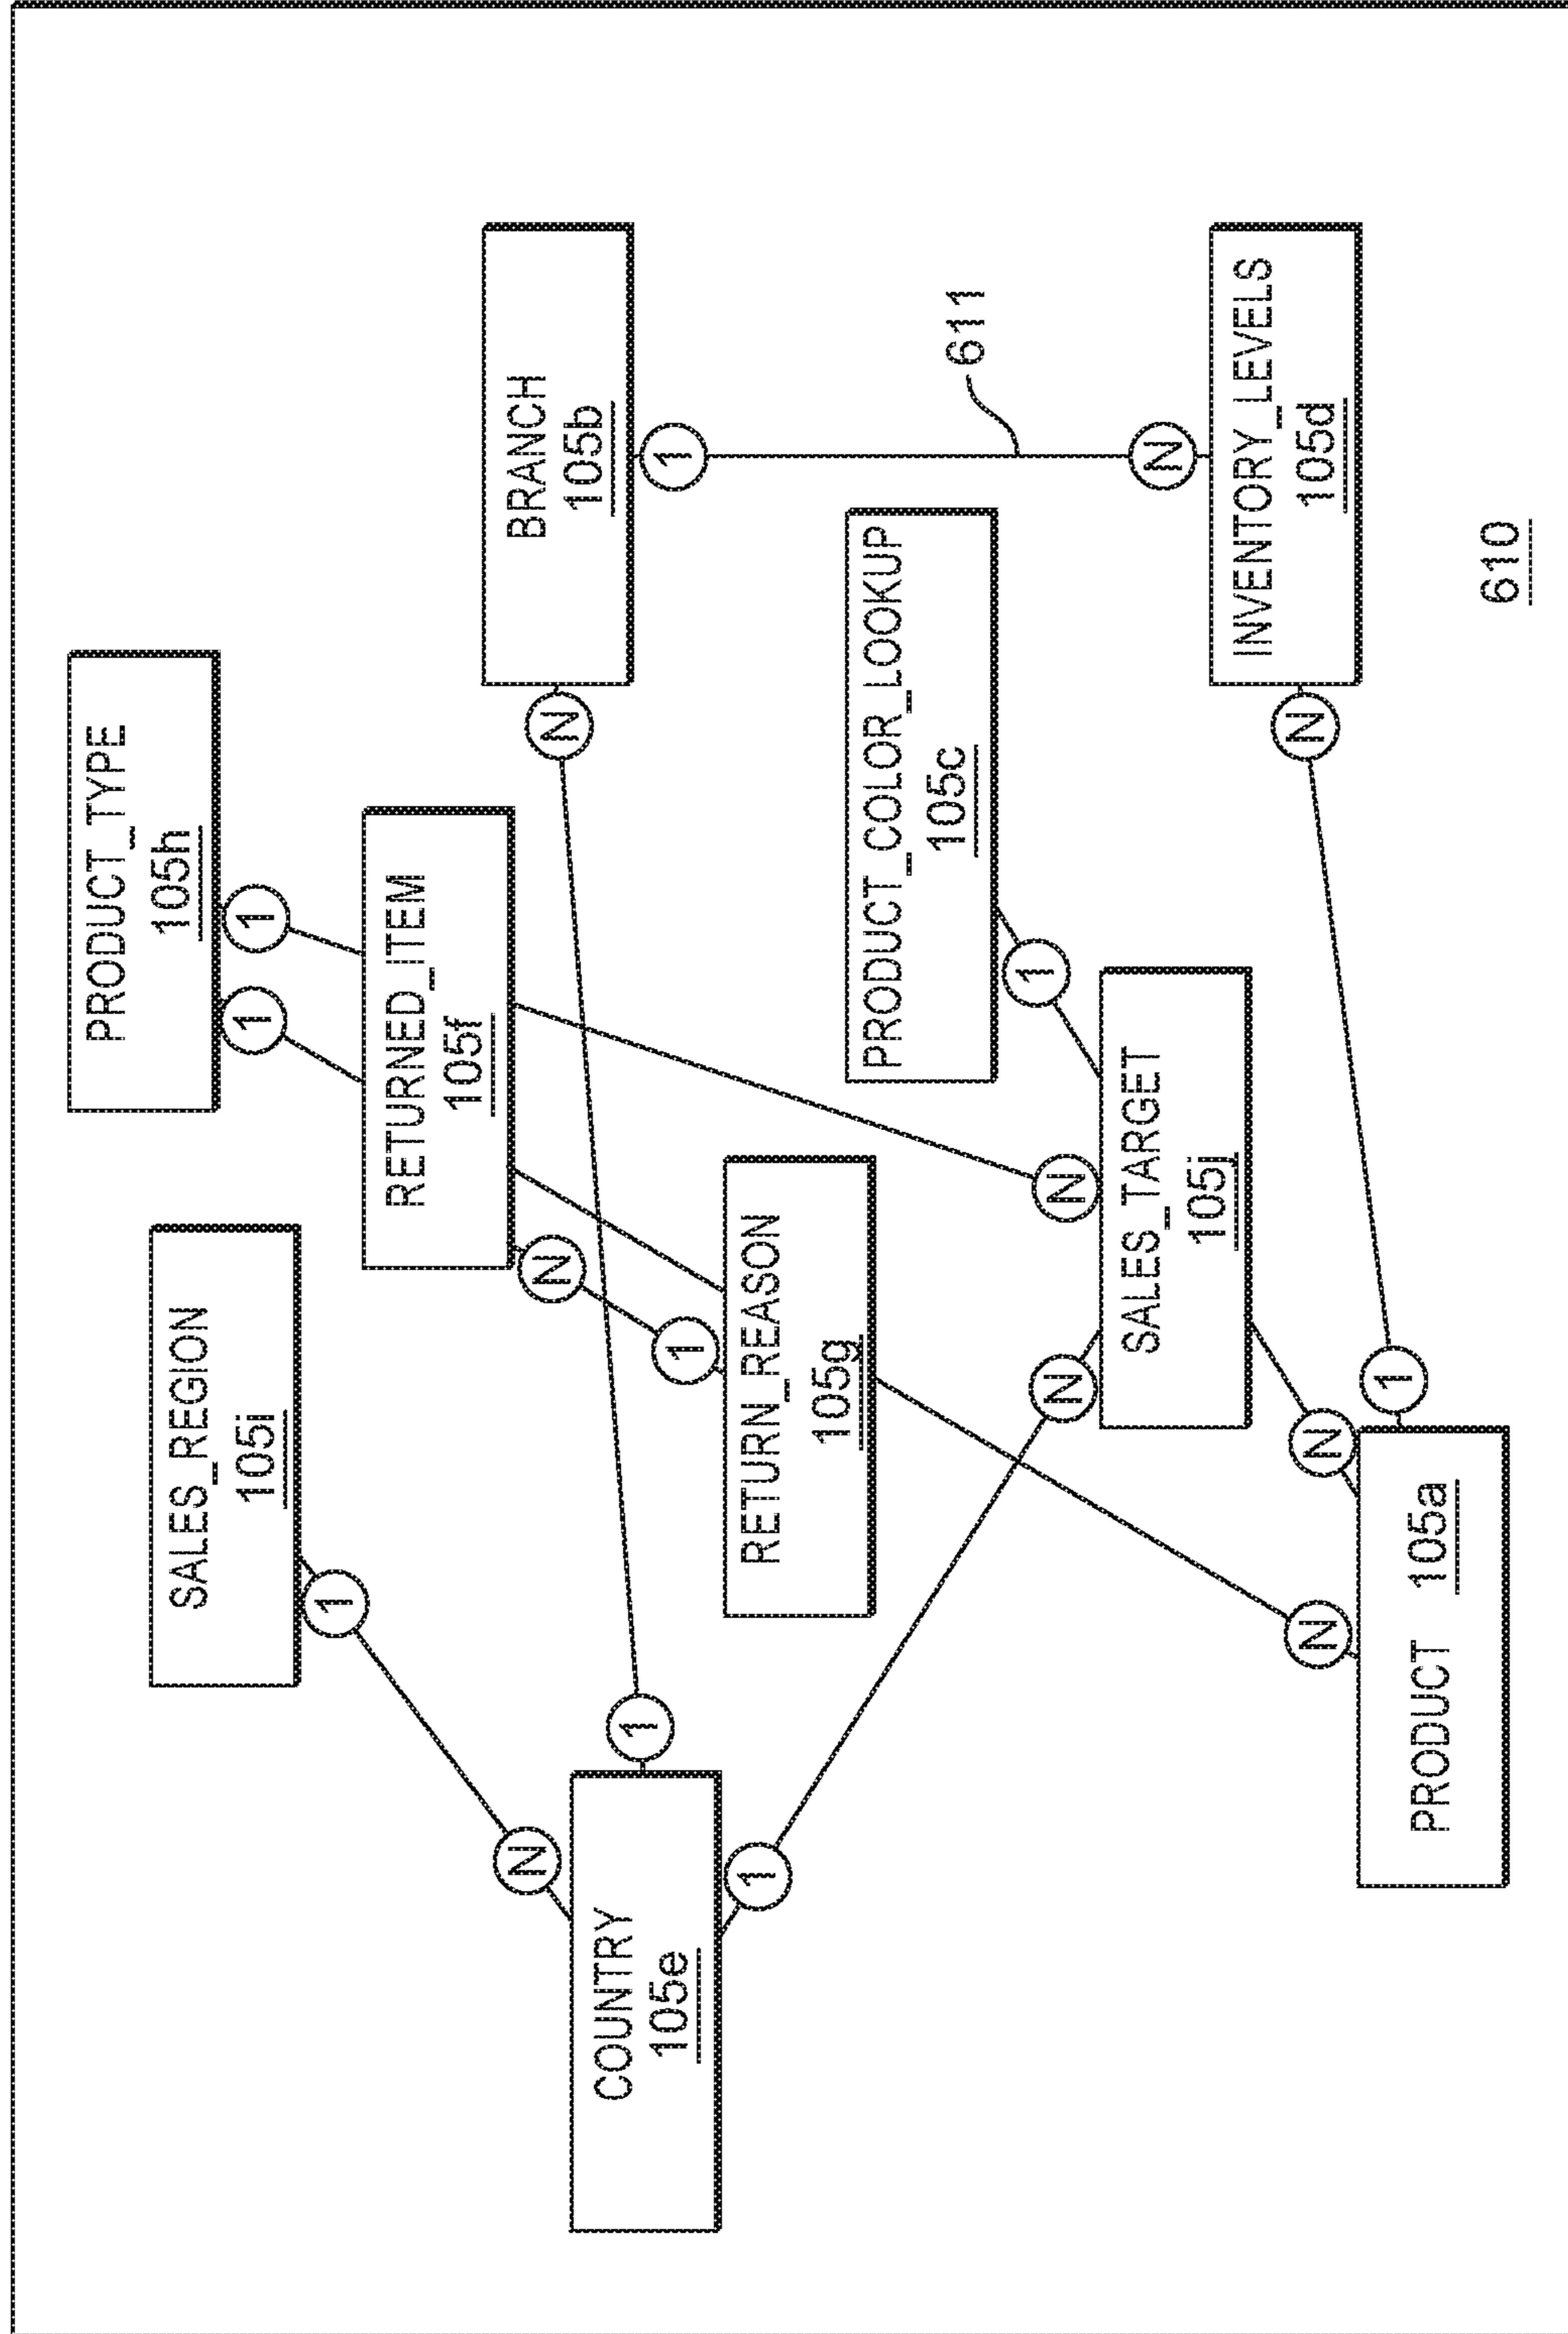 PRODUCT_TYPE
105h
SALES_REGION
105i
1
1
1
RETURNED_ITEM
105f
N
BRANCH
105b
N
N
COUNTRY
105e
1
1
1
1
RETURN_REASON
105g
PRODUCT_COLOR_LOOKUP
105c
611
1
N
N
SALES_TARGET
105j
N
INVENTORY_LEVELS
105d
N
N
N
1
PRODUCT 105a
610